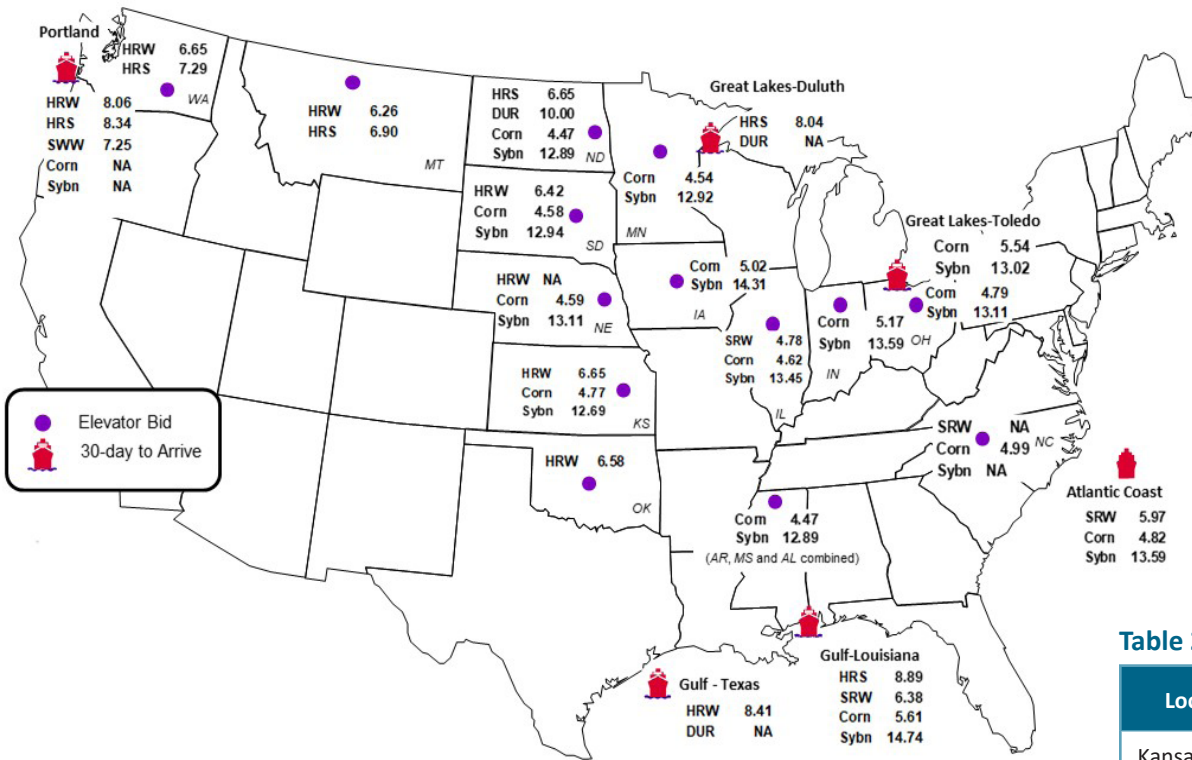 Portland
HRW 6.65
HRS 7.29
WA
HRW 8.06
HRS 8.34
SWW 7.25
Corn NA
Sybn NA
HRW 6.26
HRS 6.90
MT
HRS 6.65
DUR 10.00
Corn 4.47
Sybn 12.89
ND
Great Lakes-Duluth
HRS 8.04
DUR NA
Corn 4.54
Sybn 12.92
MN
HRW 6.42
Corn 4.58
Sybn 12.94
SD
Great Lakes-Toledo
Corn 5.54
Sybn 13.02
Corn 4.79
Sybn 13.11
OH
HRW NA
Corn 4.59
Sybn 13.11
NE
Corn 5.02
Sybn 14.31
IA
SRW 4.78
Corn 4.62
Sybn 13.45
IL
Corn 5.17
Sybn 13.59
IN
HRW 6.65
Corn 4.77
Sybn 12.69
KS
Elevator Bid
30-day to Arrive
HRW 6.58
OK
SRW NA
Corn 4.99
Sybn NA
NC
Corn 4.47
Sybn 12.89
(AR, MS and AL combined)
Atlantic Coast
SRW 5.97
Corn 4.82
Sybn 13.59
Gulf-Louisiana
HRS 8.89
SRW 6.38
Corn 5.61
Sybn 14.74
Gulf - Texas
HRW 8.41
DUR NA
Table
Loc
Kansa